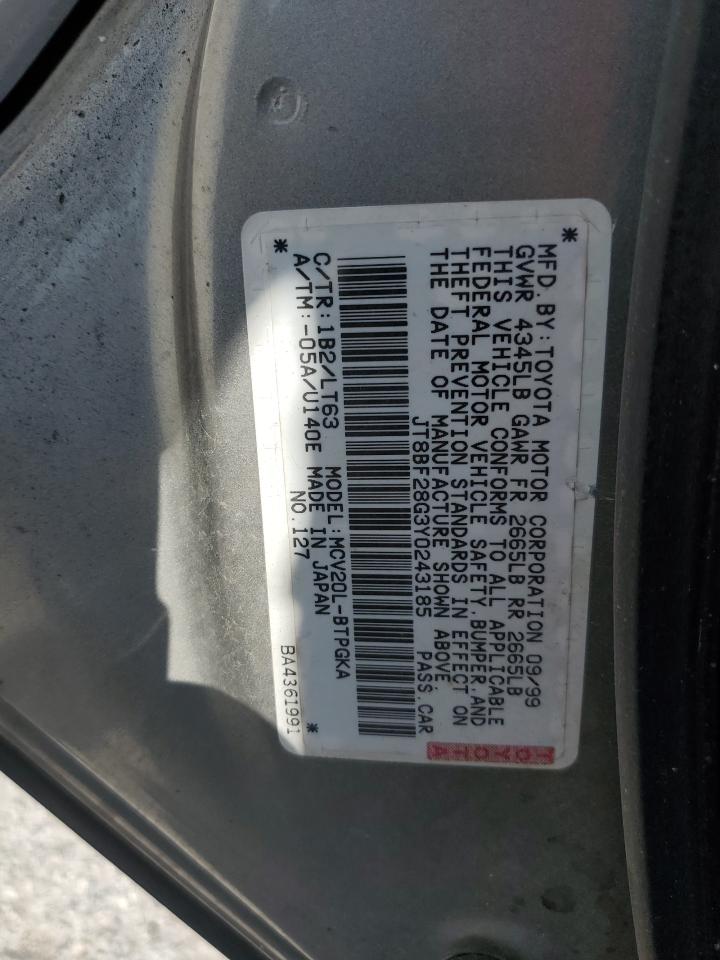 * MFD. BY: TOYOTA MOTOR CORPORATION 09/99
GVWR 4345LB GAWR FR 2665LB RR 2665LB
THIS VEHICLE CONFORMS TO ALL APPLICABLE
FEDERAL MOTOR VEHICLE SAFETY, BUMPER, AND
THEFT PREVENTION STANDARDS IN EFFECT ON
THE DATE OF MANUFACTURE SHOWN ABOVE.
JT8BF28G3Y0243185 PASS. CAR
TOYOTA
C/TR: 1B2/LT63 MODEL: MCV20L-BTPGKA
* A/TM: -05A/U140E MADE IN JAPAN *
NO. 127
BA4361991